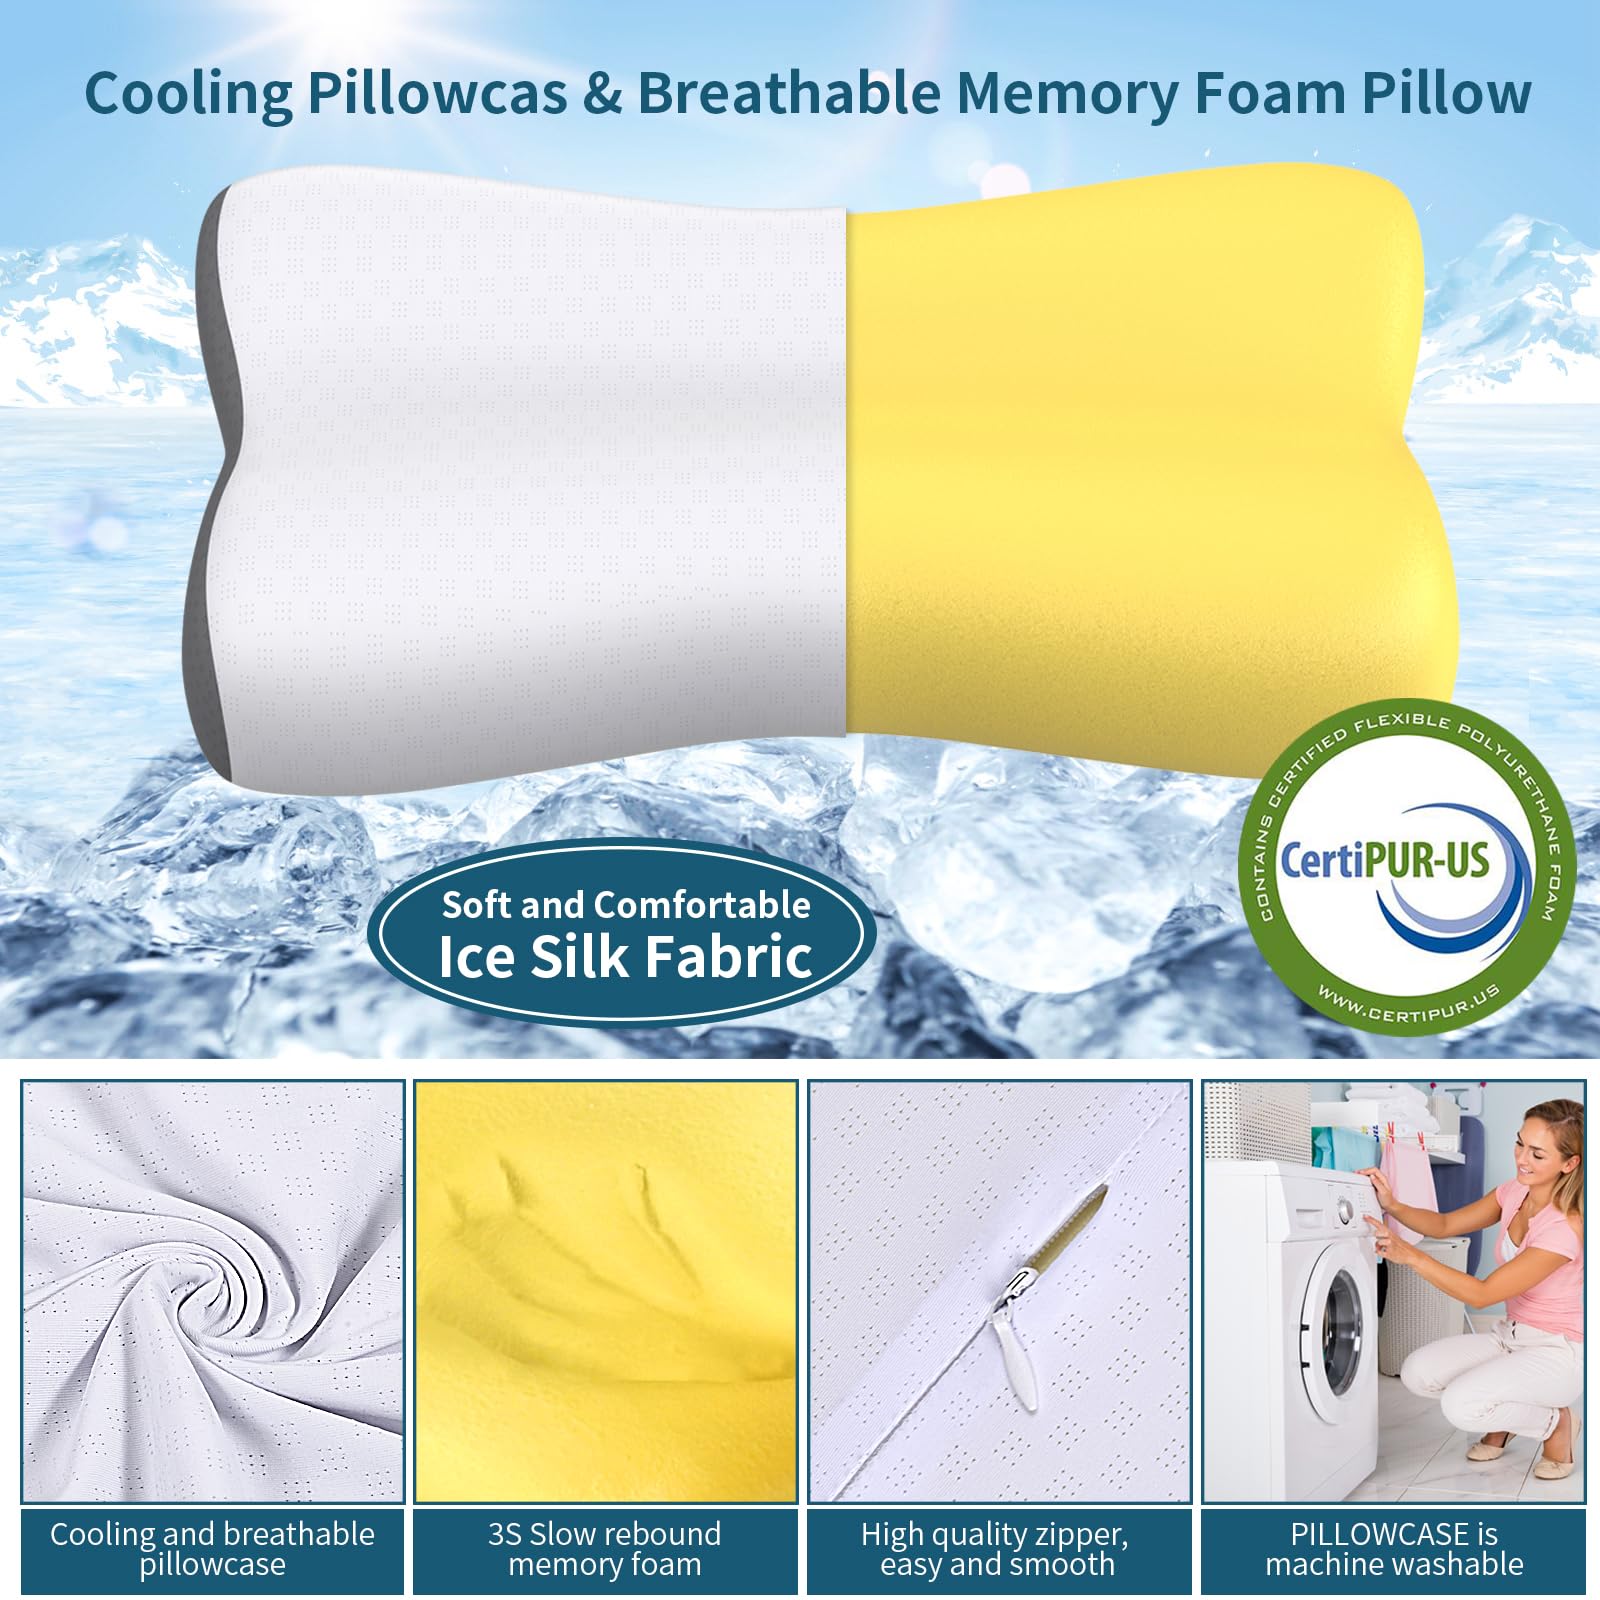 Cooling Pillowcas & Breathable Memory Foam Pillow
CONTAINS CERTIFIED FLEXIBLE POLYURETHANE FOAM
CertiPUR-US
WWW.CERTIPUR.US
Soft and Comfortable
Ice Silk Fabric
Cooling and breathable
pillowcase
3S Slow rebound
memory foam
High quality zipper,
easy and smooth
PILLOWCASE is
machine washable